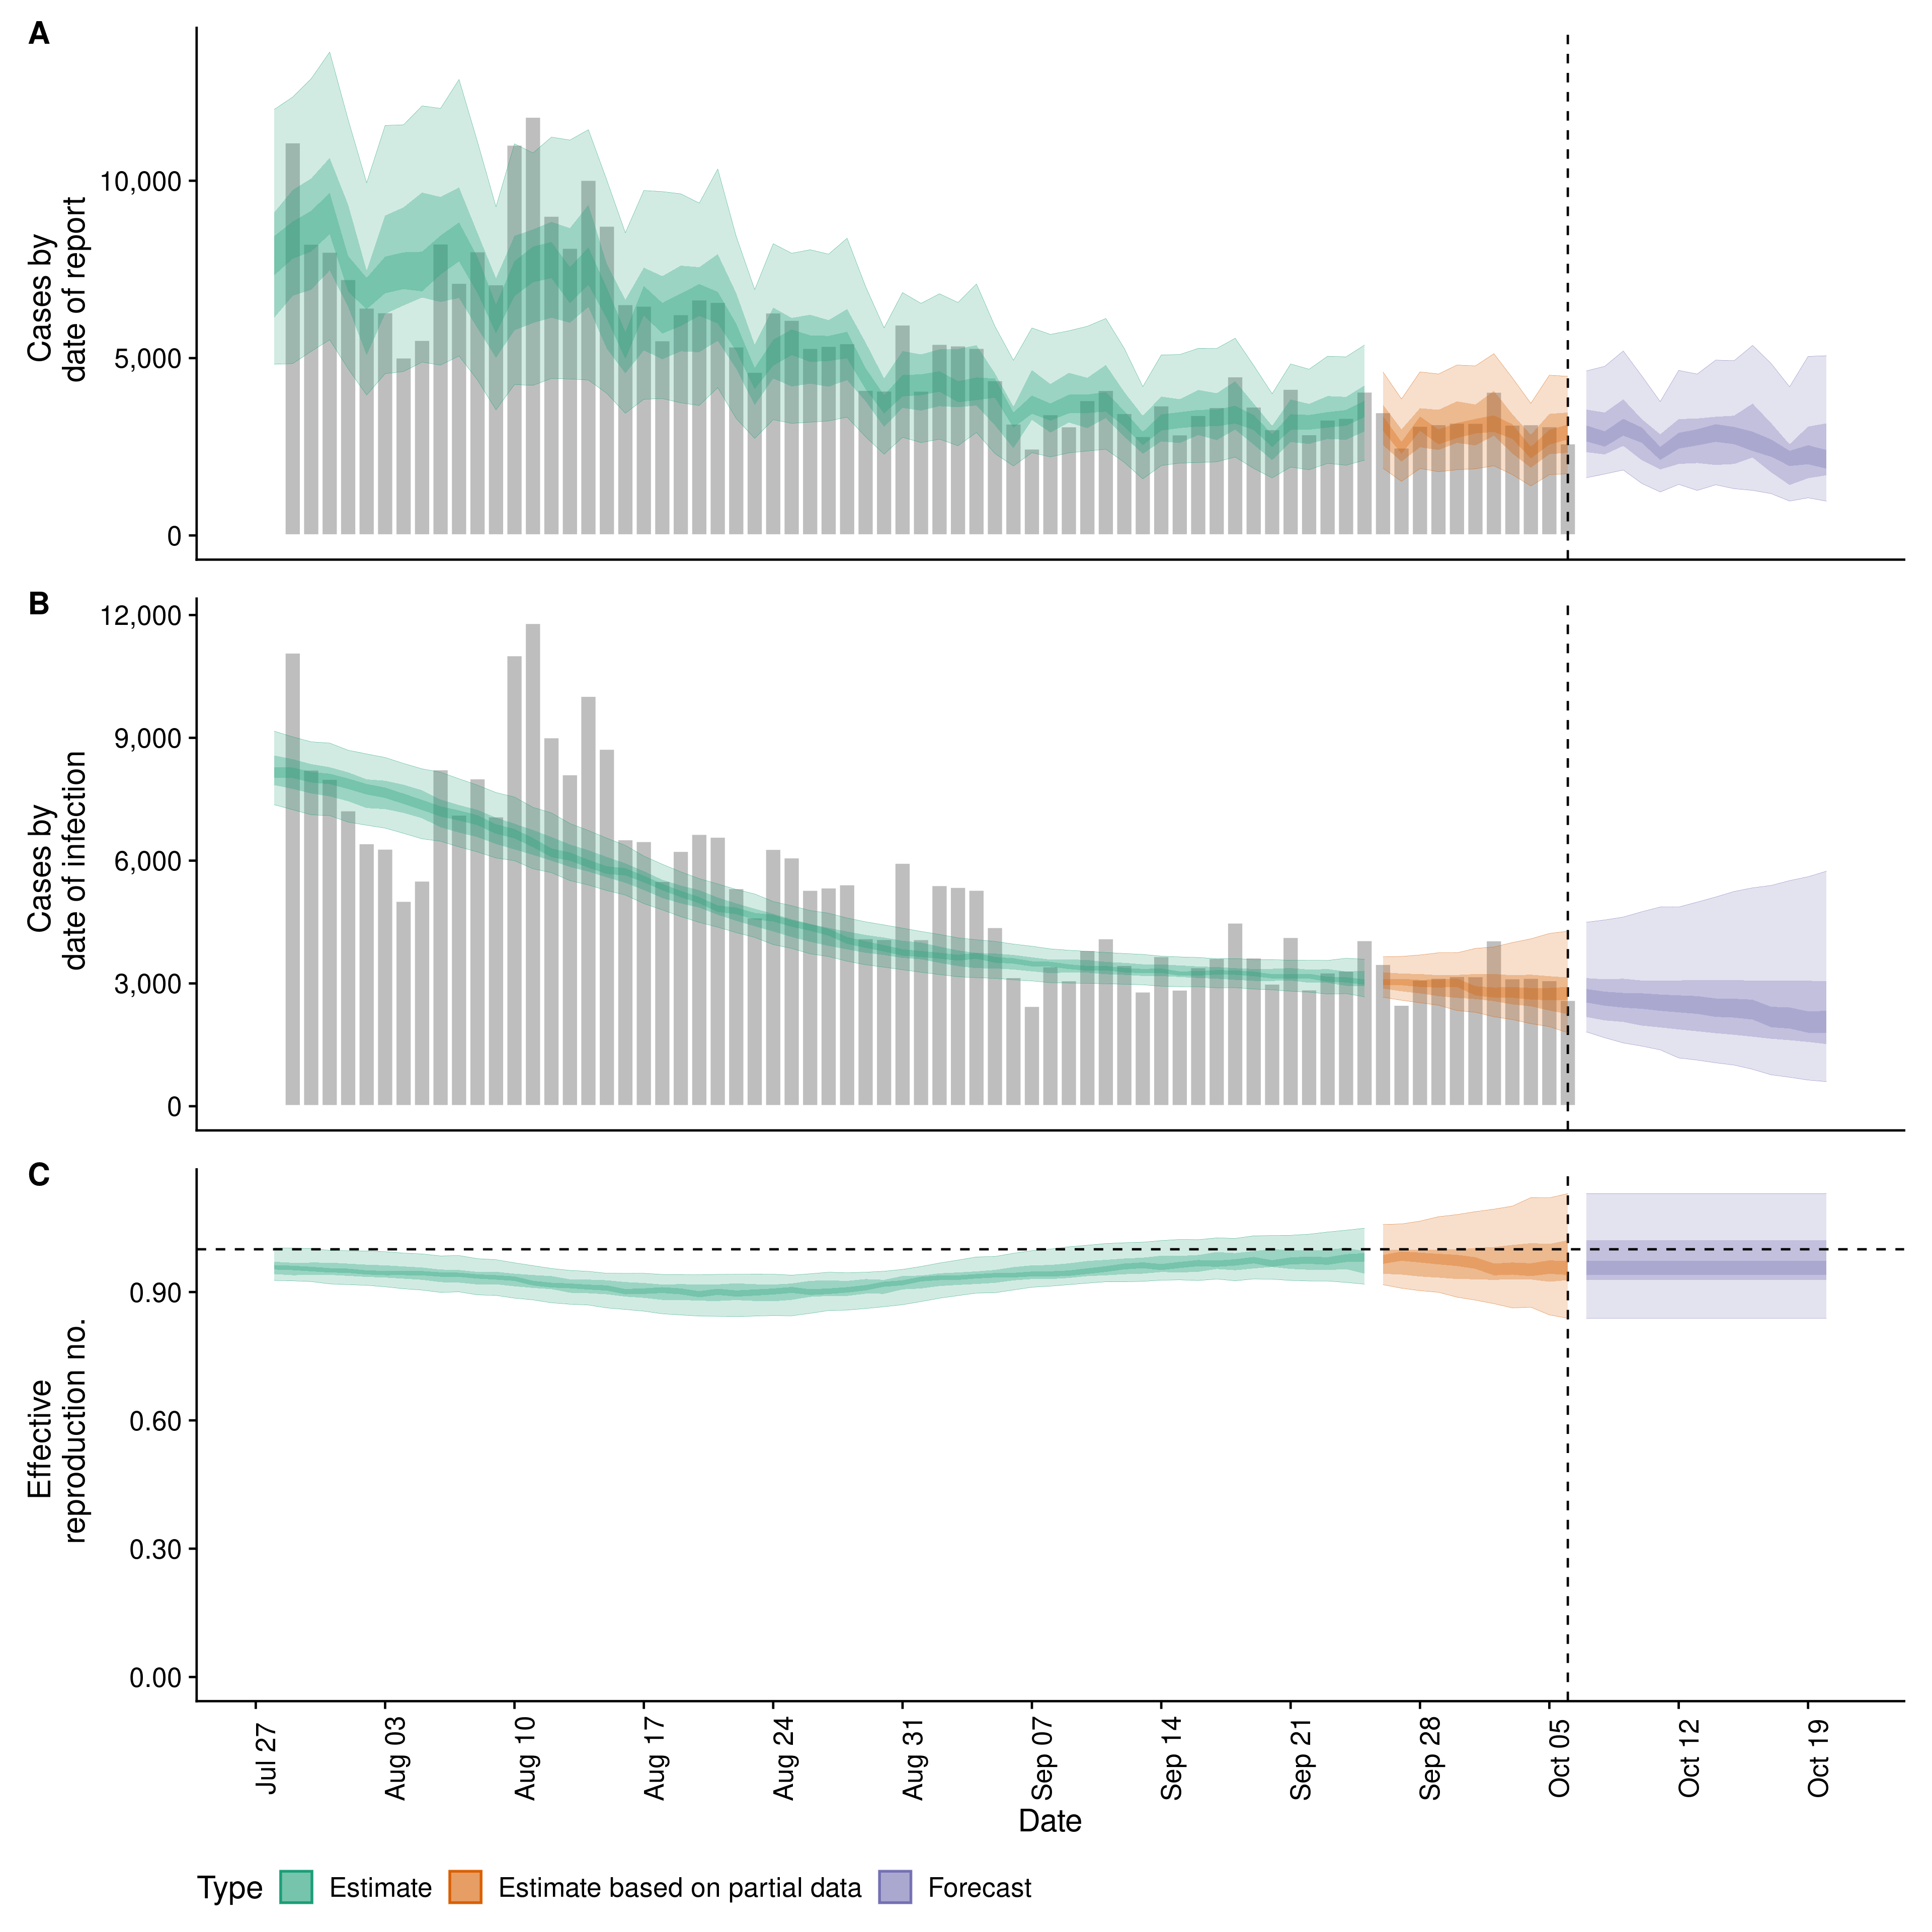 A
Cases by
date of report
10,000
5,000
0
B
Cases by
date of infection
12,000
9,000
6,000
3,000
0
C
Effective
reproduction no.
0.90
0.60
0.30
0.00
Jul 27
Aug 03
Aug 10
Aug 17
Aug 24
Aug 31
Sep 07
Sep 14
Sep 21
Sep 28
Oct 05
Oct 12
Oct 19
Date
Type Estimate Estimate based on partial data Forecast